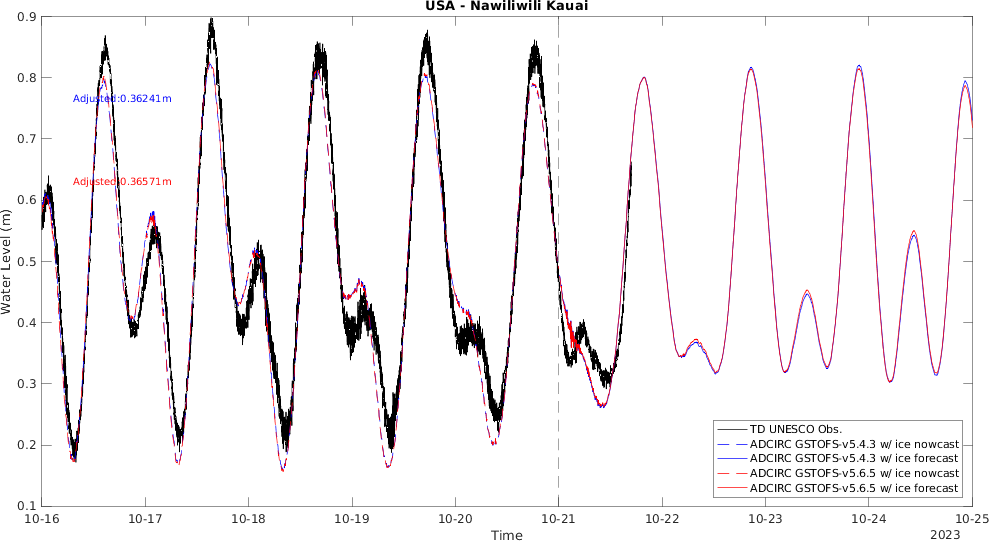 USA - Nawiliwili Kauai
0.9
0.8
0.7
0.6
0.5
0.4
0.3
0.2
0.1
Water Level (m)
Adjusted:0.36241m
Adjusted:0.36571m
TD UNESCO Obs.
ADCIRC GSTOFS-v5.4.3 w/ ice nowcast
ADCIRC GSTOFS-v5.4.3 w/ ice forecast
ADCIRC GSTOFS-v5.6.5 w/ ice nowcast
ADCIRC GSTOFS-v5.6.5 w/ ice forecast
10-16 10-17 10-18 10-19 10-20 10-21 10-22 10-23 10-24 10-25
Time
2023